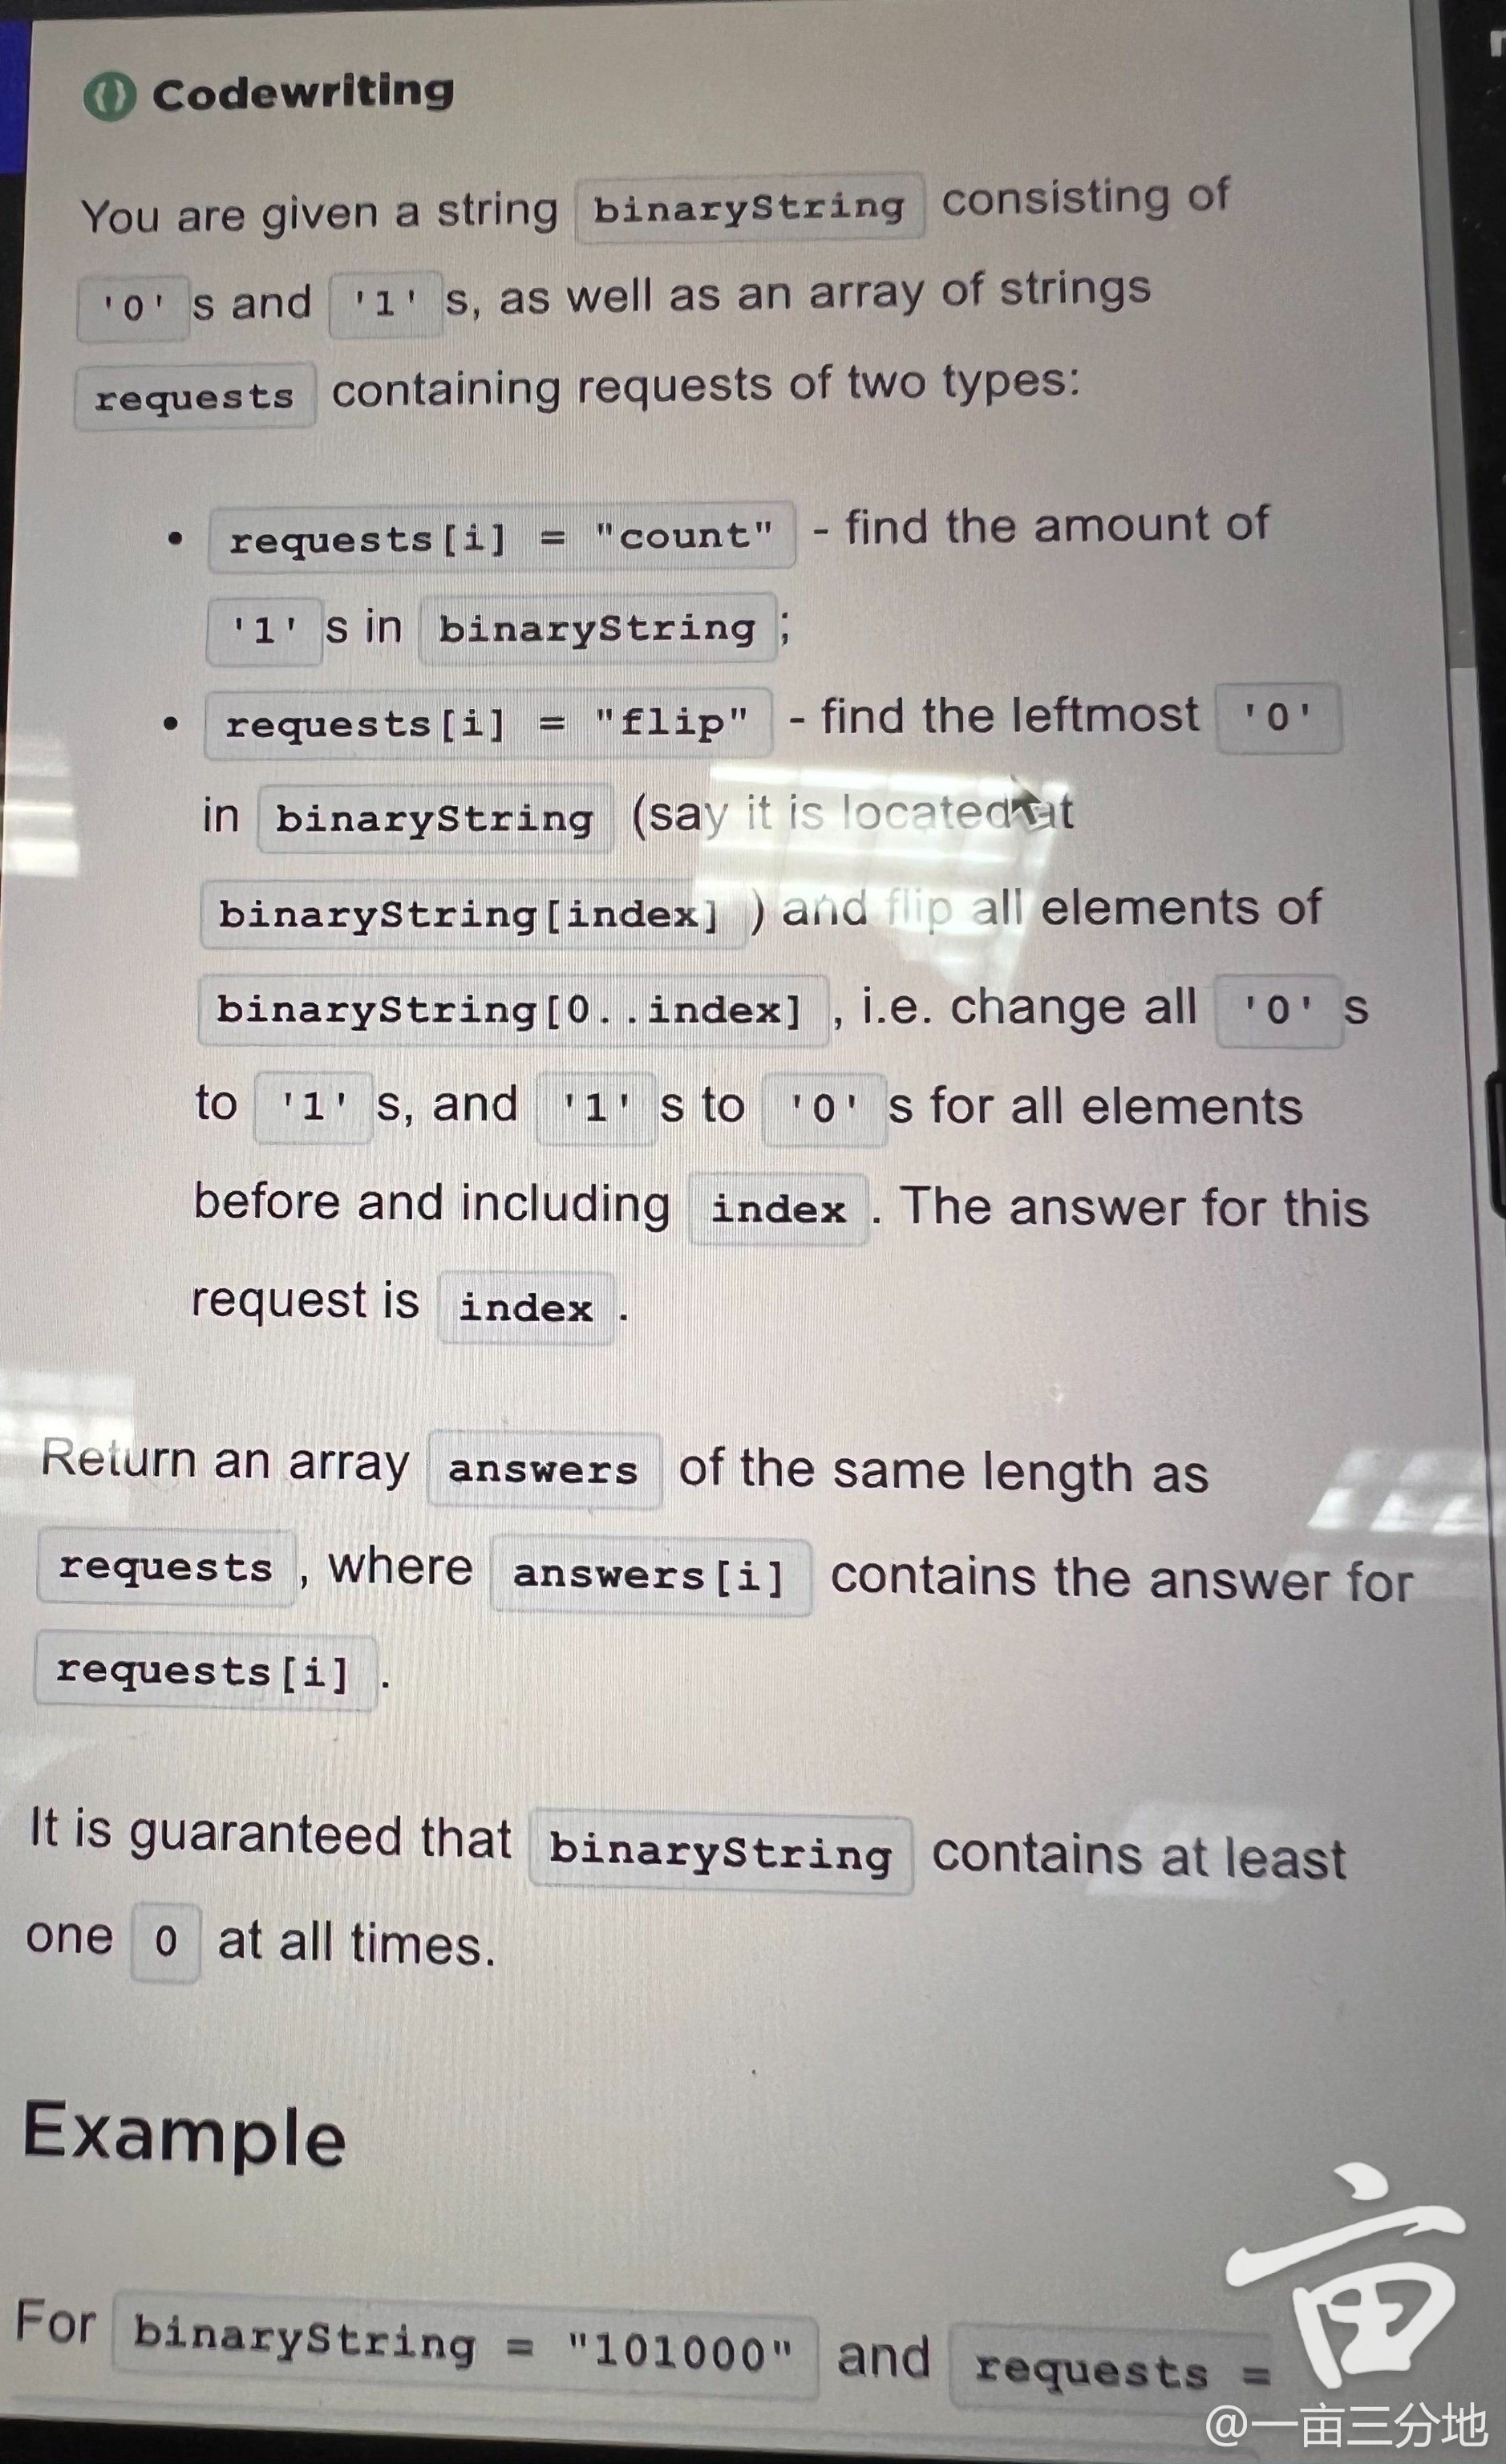 Codewriting
You are given a string binaryString consisting of
'0' s and '1' s, as well as an array of strings
requests containing requests of two types:
• requests[i] = "count" - find the amount of
'1' s in binaryString ;
• requests[i] = "flip" - find the leftmost '0'
in binaryString (say it is located at
binaryString[index] ) and flip all elements of
binaryString[0..index] , i.e. change all '0' s
to '1' s, and '1' s to '0' s for all elements
before and including index . The answer for this
request is index .
Return an array answers of the same length as
requests , where answers[i] contains the answer for
requests[i] .
It is guaranteed that binaryString contains at least
one 0 at all times.
Example
For binaryString = "101000" and requests =
亩
@一亩三分地